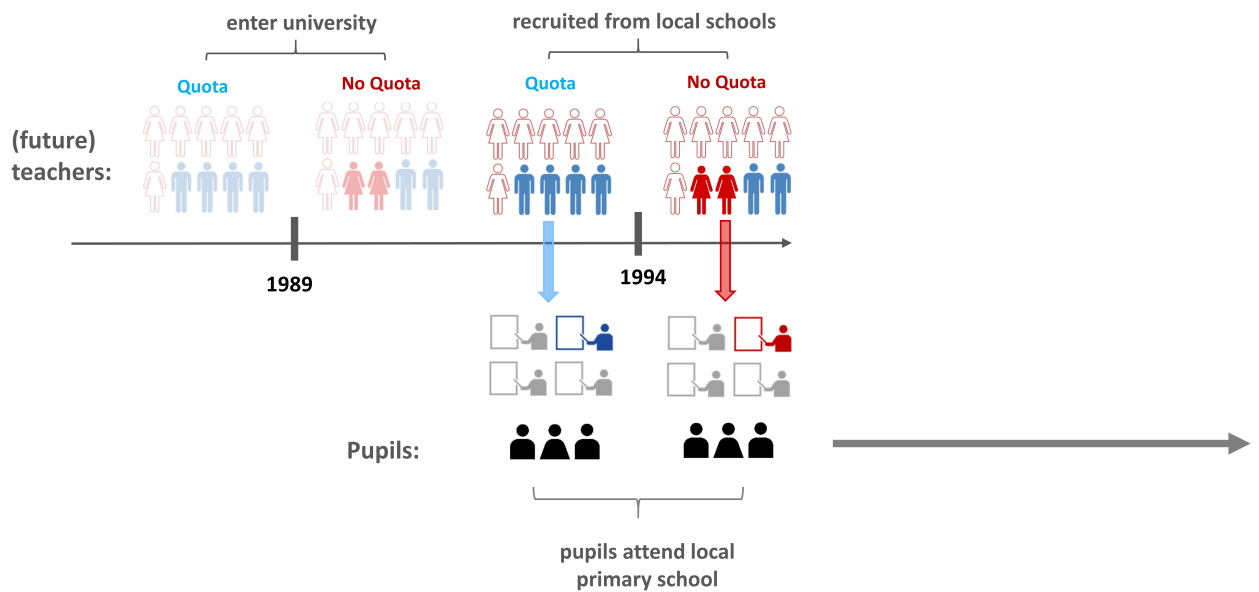 enter university
recruited from local schools
Quota
No Quota
Quota
No Quota
(future)
teachers:
1989
1994
Pupils:
pupils attend local
primary school